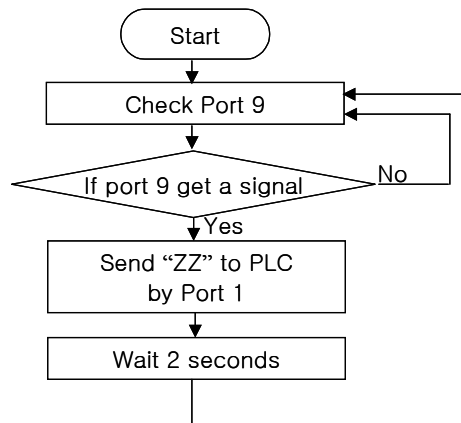 Start
Check Port 9
If port 9 get a signal
No
Yes
Send “ZZ” to PLC
by Port 1
Wait 2 seconds